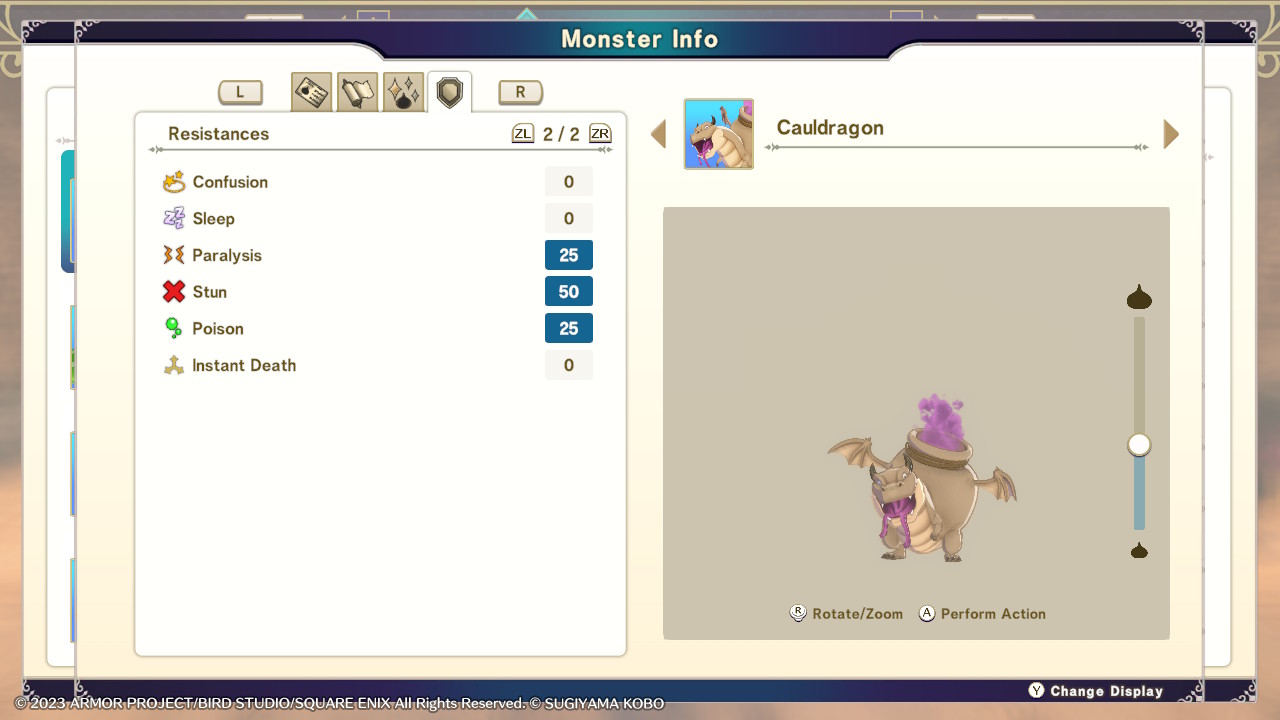 Monster Info
L
R
Resistances
ZL 2 / 2 ZR
Confusion 0
Sleep 0
Paralysis 25
Stun 50
Poison 25
Instant Death 0
Cauldragon
R Rotate/Zoom A Perform Action
Y Change Display
© 2023 ARMOR PROJECT/BIRD STUDIO/SQUARE ENIX All Rights Reserved. © SUGIYAMA KOBO